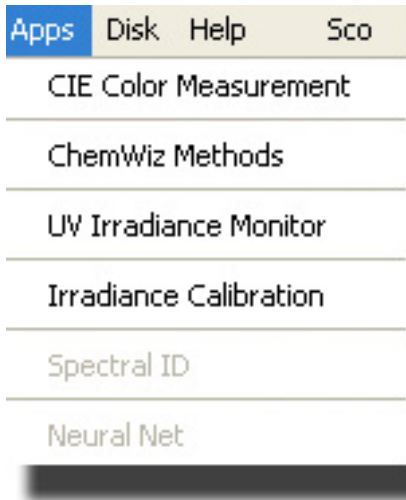 Apps Disk Help Sco
CIE Color Measurement
ChemWiz Methods
UV Irradiance Monitor
Irradiance Calibration
Spectral ID
Neural Net